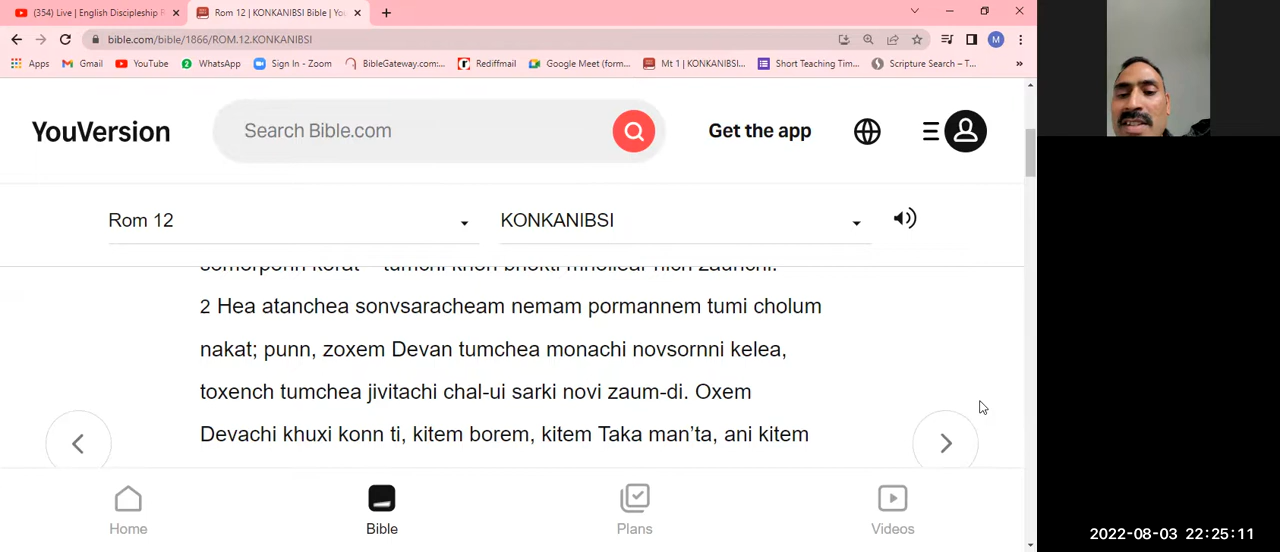 (354) Live | English Discipleship
Rom 12 | KONKANIBSI Bible | You
bible.com/bible/1866/ROM.12.KONKANIBSI
M
Apps
Gmail
YouTube
2 WhatsApp
Sign In - Zoom
BibleGateway.com:...
Rediffmail
Google Meet (form...
Mt 1 | KONKANIBS...
Short Teaching Tim...
Scripture Search – T...
»
YouVersion
Search Bible.com
Get the app
Rom 12
KONKANIBSI
2 Hea atanchea sonvsaracheam nemam pormannem tumi cholum
nakat; punn, zoxem Devan tumchea monachi novsornni kelea,
toxench tumchea jivitachi chal-ui sarki novi zaum-di. Oxem
Devachi khuxi konn ti, kitem borem, kitem Taka man’ta, ani kitem
Home
Bible
Plans
Videos
2022-08-03 22:25:11